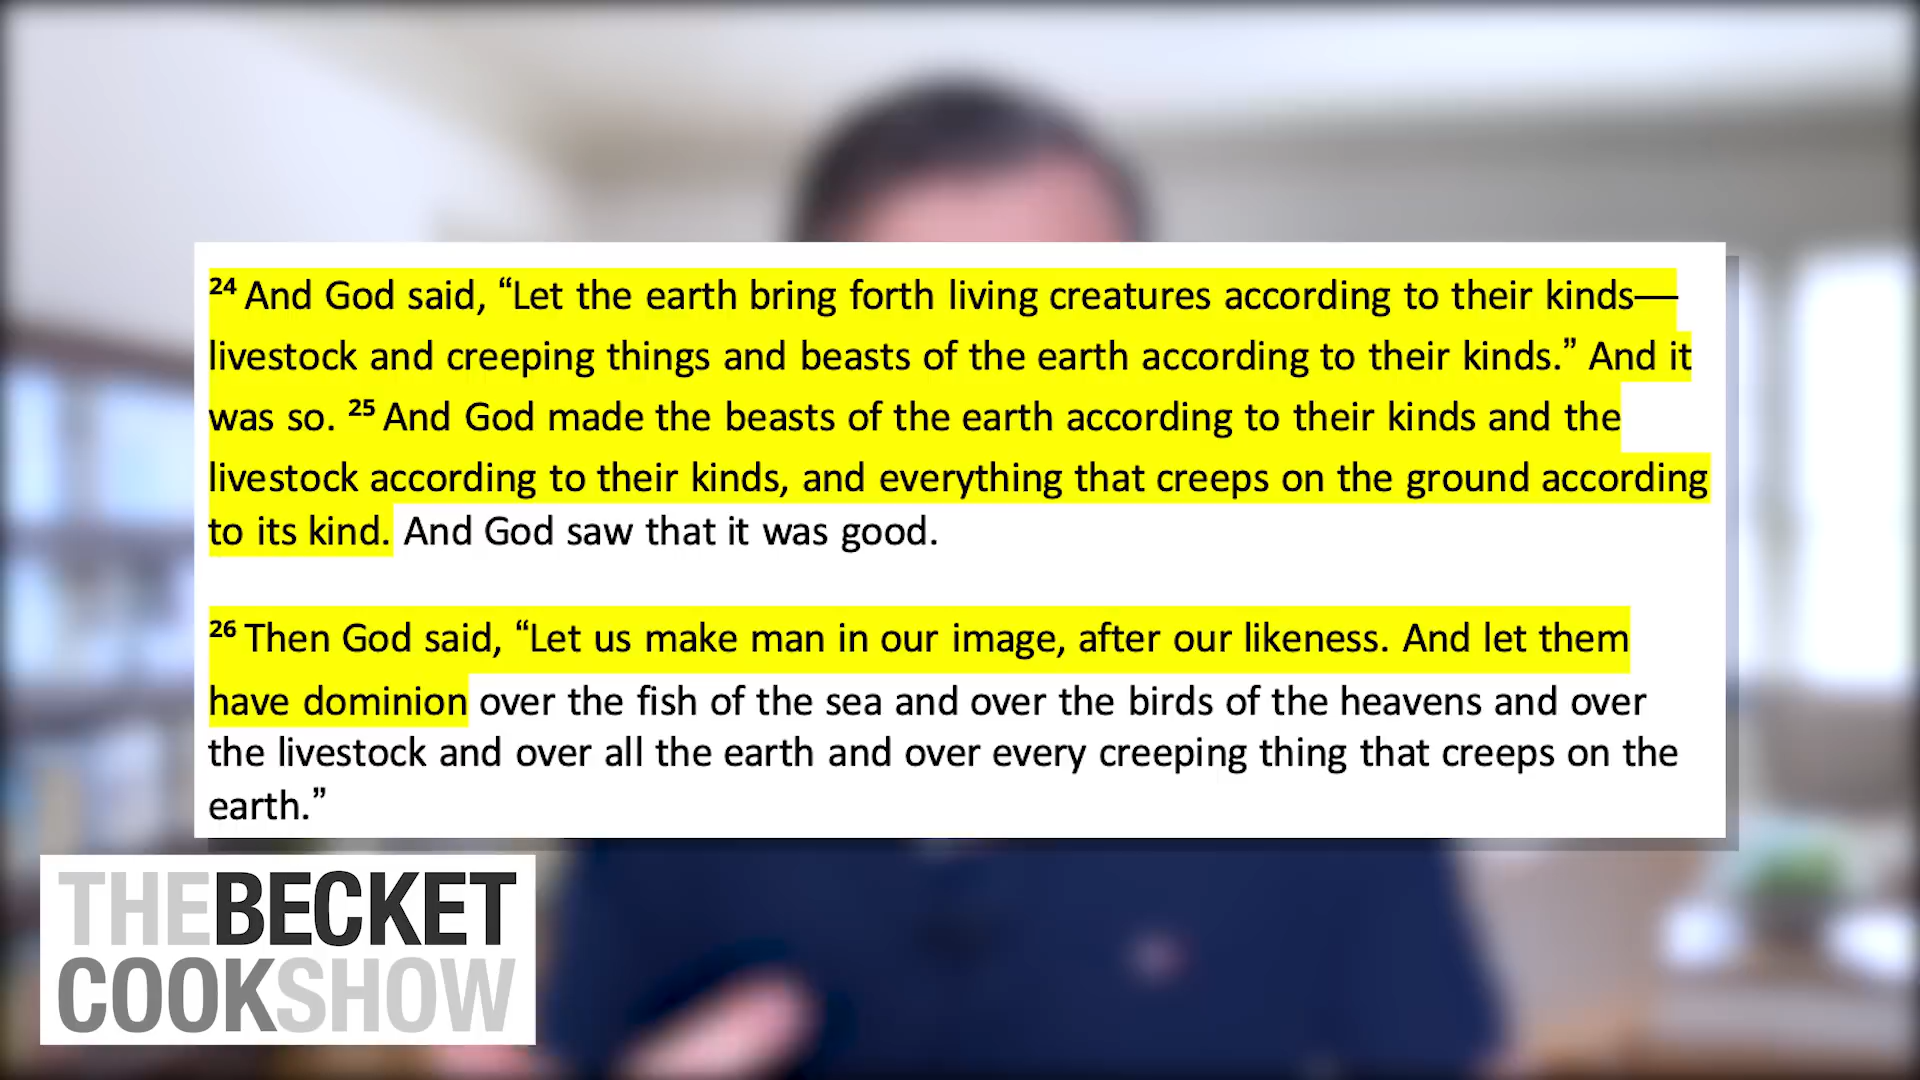 24 And God said, “Let the earth bring forth living creatures according to their kinds—
livestock and creeping things and beasts of the earth according to their kinds.” And it
was so. 25 And God made the beasts of the earth according to their kinds and the
livestock according to their kinds, and everything that creeps on the ground according
to its kind. And God saw that it was good.
26 Then God said, “Let us make man in our image, after our likeness. And let them
have dominion over the fish of the sea and over the birds of the heavens and over
the livestock and over all the earth and over every creeping thing that creeps on the
earth.”
THEBECKET
COOKSHOW